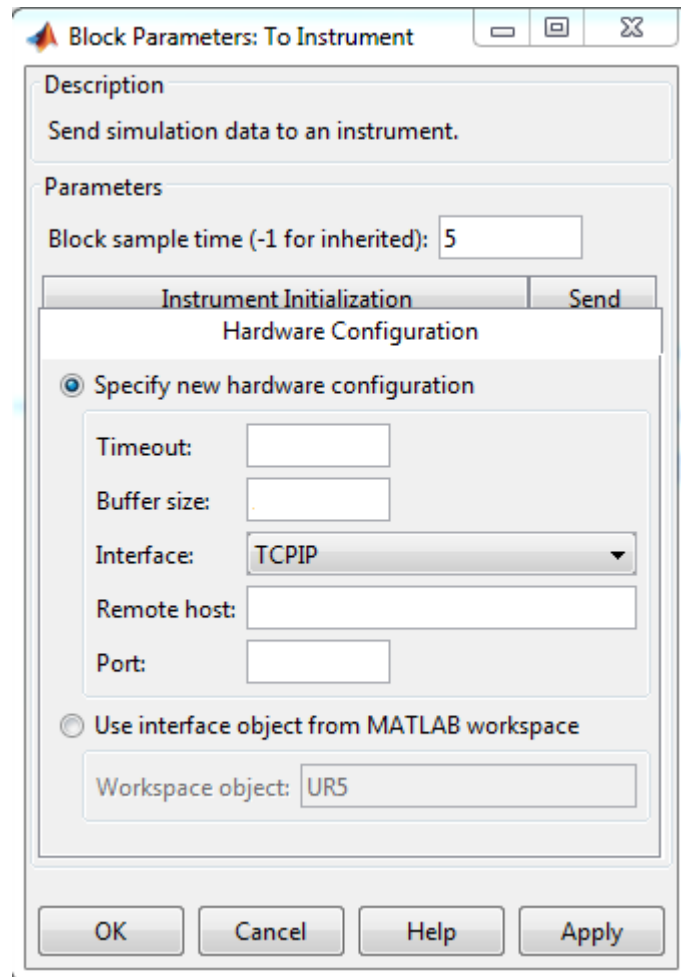 Block Parameters: To Instrument
Description
Send simulation data to an instrument.
Parameters
Block sample time (-1 for inherited): 5
Instrument Initialization Send
Hardware Configuration
Specify new hardware configuration
Timeout:
Buffer size:
Interface: TCPIP
Remote host:
Port:
Use interface object from MATLAB workspace
Workspace object: UR5
OK Cancel Help Apply